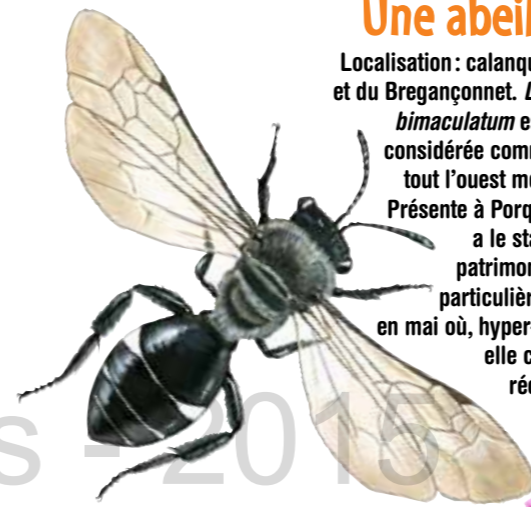 Une abeil
Localisation : calanqu
et du Bregançonnet. L
bimaculatum e
considérée comm
tout l'ouest mé
Présente à Porq
a le sta
patrimon
particulièr
en mai où, hyper-
elle c
réc
s - 2015